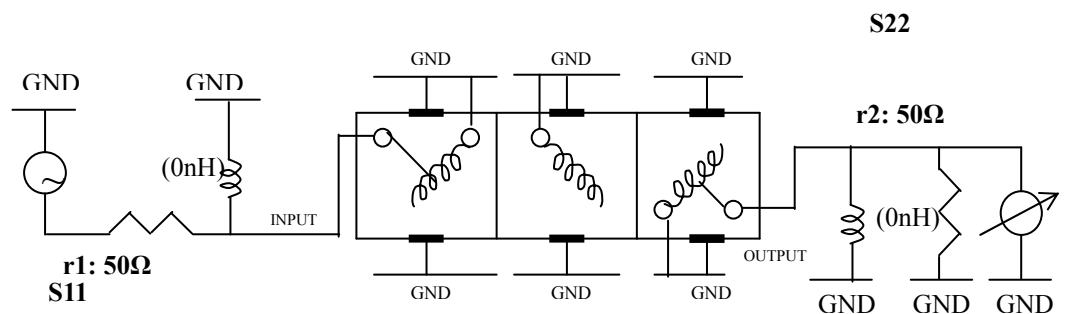 S22
GND
GND
GND
GND
GND
r2: 50Ω
(0nH)
INPUT
(0nH)
OUTPUT
r1: 50Ω
S11
GND
GND
GND
GND
GND
GND